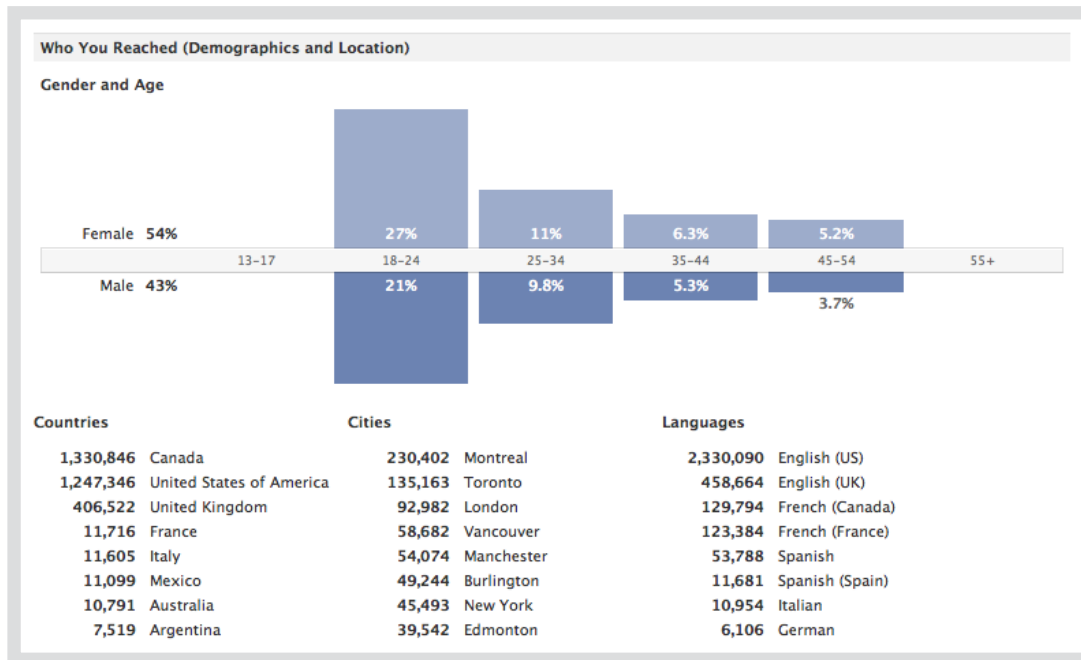 Who You Reached (Demographics and Location)
Gender and Age
Female 54% 27% 11% 6.3% 5.2%
13-17 18-24 25-34 35-44 45-54 55+
Male 43% 21% 9.8% 5.3%
3.7%
Countries Cities Languages
1,330,846 Canada 230,402 Montreal 2,330,090 English (US)
1,247,346 United States of America 135,163 Toronto 458,664 English (UK)
406,522 United Kingdom 92,982 London 129,794 French (Canada)
11,716 France 58,682 Vancouver 123,384 French (France)
11,605 Italy 54,074 Manchester 53,788 Spanish
11,099 Mexico 49,244 Burlington 11,681 Spanish (Spain)
10,791 Australia 45,493 New York 10,954 Italian
7,519 Argentina 39,542 Edmonton 6,106 German